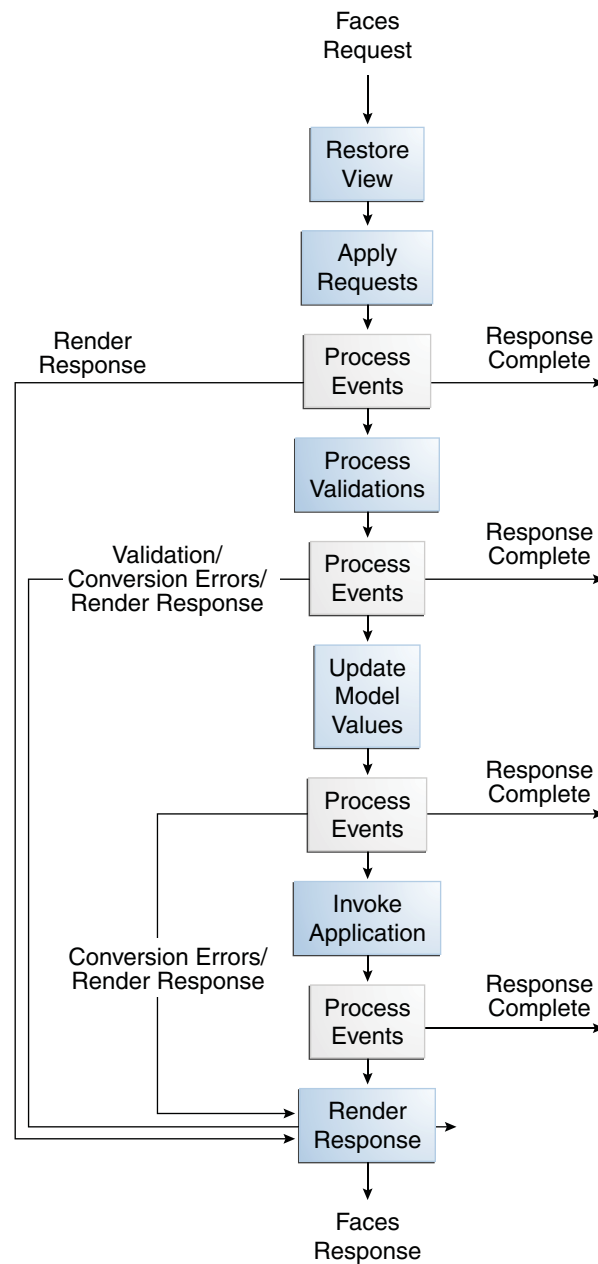 Faces
Request
Restore
View
Apply
Requests
Render
Response
Process
Events
Response
Complete
Process
Validations
Validation/
Conversion Errors/
Render Response
Process
Events
Response
Complete
Update
Model
Values
Process
Events
Response
Complete
Invoke
Application
Conversion Errors/
Render Response
Process
Events
Response
Complete
Render
Response
Faces
Response